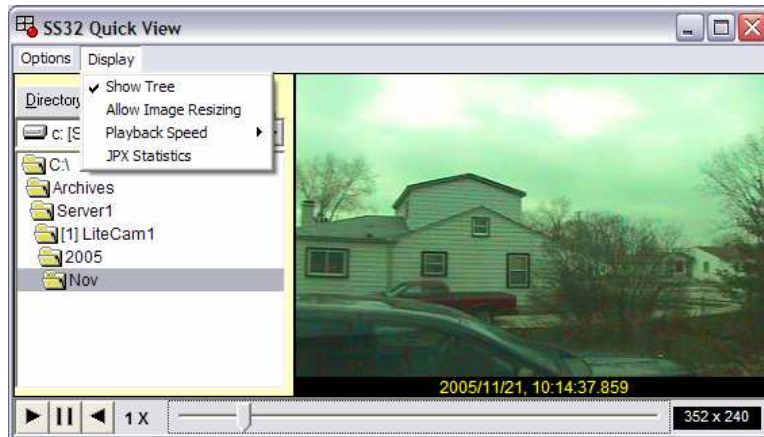 SS32 Quick View
Options Display
Show Tree
Allow Image Resizing
Playback Speed
JPX Statistics
Directory
c: [S
C:\
Archives
Server1
[1] LiteCam1
2005
Nov
2005/11/21, 10:14:37.859
1 X
352 x 240